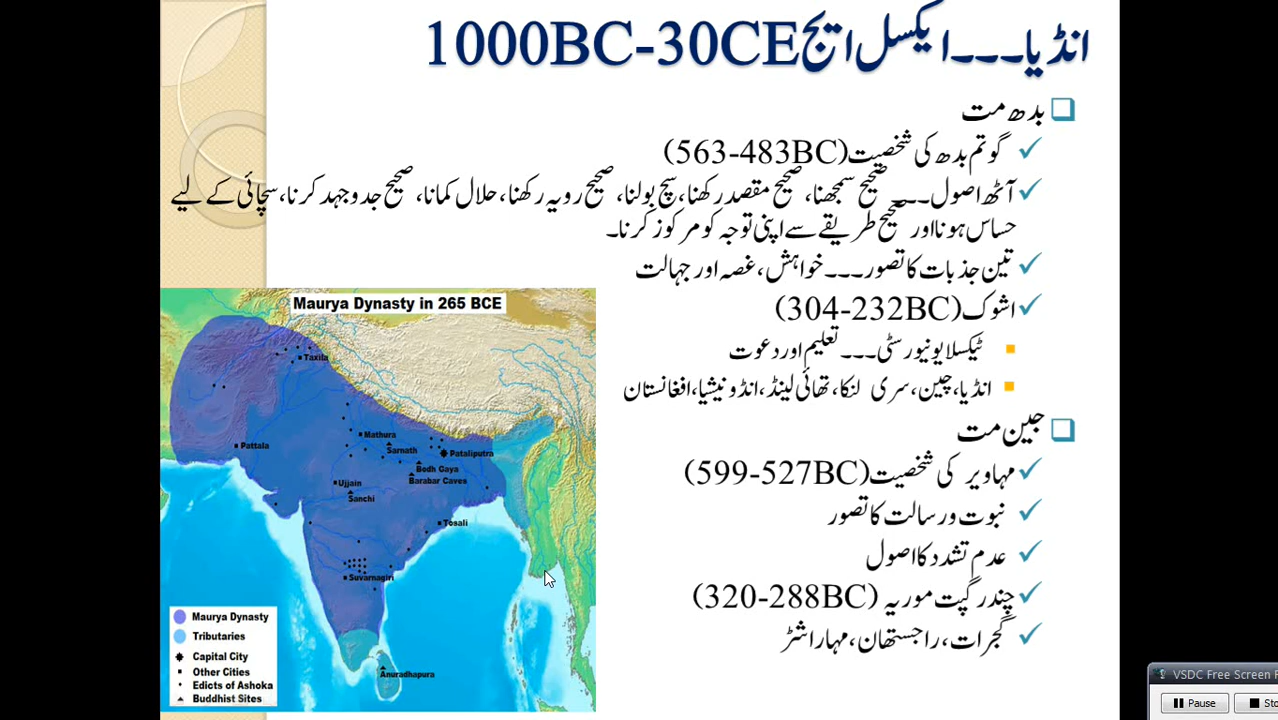 انڈیا۔۔۔ایکسل ایج1000BC-30CE
بدھ مت
گوتم بدھ کی شخصیت(563-483BC)
آٹھ اصول۔۔۔صحیح سمجھنا،صحیح مقصد رکھنا،سچ بولنا،صحیح رویہ رکھنا،حلال کمانا،صحیح جدوجہد کرنا،سچائی کے لیے
حساس ہونا اور صحیح طریقے سے اپنی توجہ کو مرکوز کرنا۔
تین جذبات کا تصور۔۔۔خواہش،غصہ اور جہالت
اشوک(304-232BC)
ٹیکسلا یونیورسٹی۔۔۔تعلیم اور دعوت
انڈیا،چین،سری لنکا،تھائی لینڈ،انڈونیشیا،افغانستان
جین مت
مہاویر کی شخصیت(599-527BC)
نبوت و رسالت کا تصور
عدم تشدد کا اصول
چندر گپت موریہ (320-288BC)
گجرات،راجستھان،مہاراشٹر
Maurya Dynasty in 265 BCE
Taxila
Mathura
Pattala
Sarnath
Pataliputra
Bodh Gaya
Barabar Caves
Ujjain
Sanchi
Tosali
Suvarnagiri
Anuradhapura
Maurya Dynasty
Tributaries
Capital City
Other Cities
Edicts of Ashoka
Buddhist Sites
VSDC Free Screen
Pause